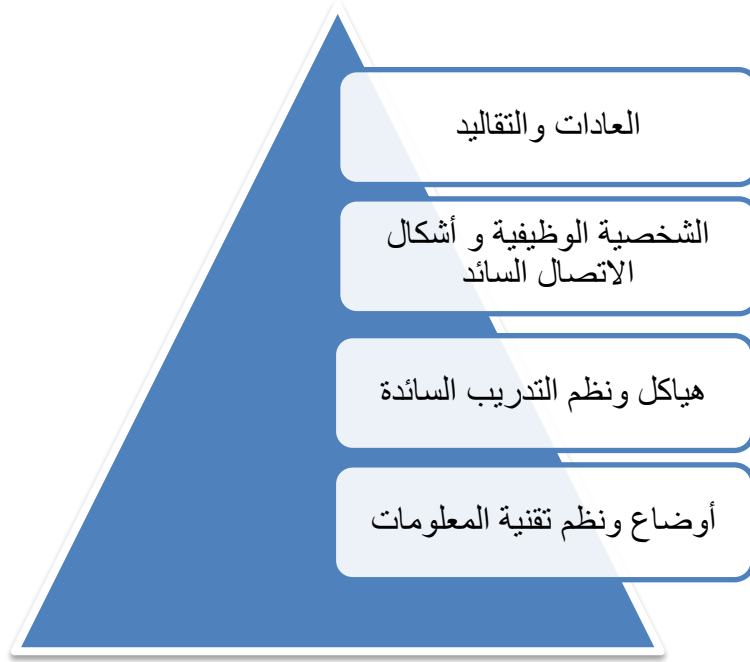 العادات والتقاليد
الشخصية الوظيفية و أشكال
الاتصال السائد
هياكل ونظم التدريب السائدة
أوضاع ونظم تقنية المعلومات